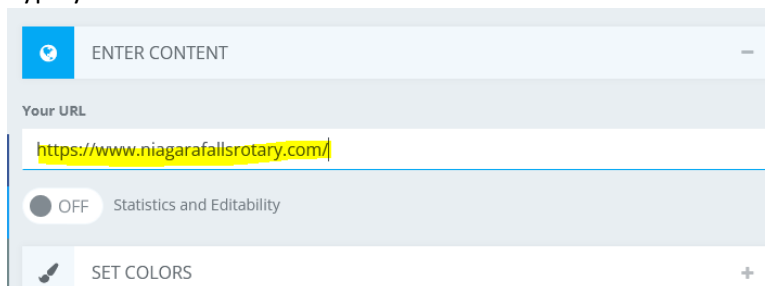 ENTER CONTENT
Your URL
https://www.niagarafallsrotary.com/
OFF Statistics and Editability
SET COLORS